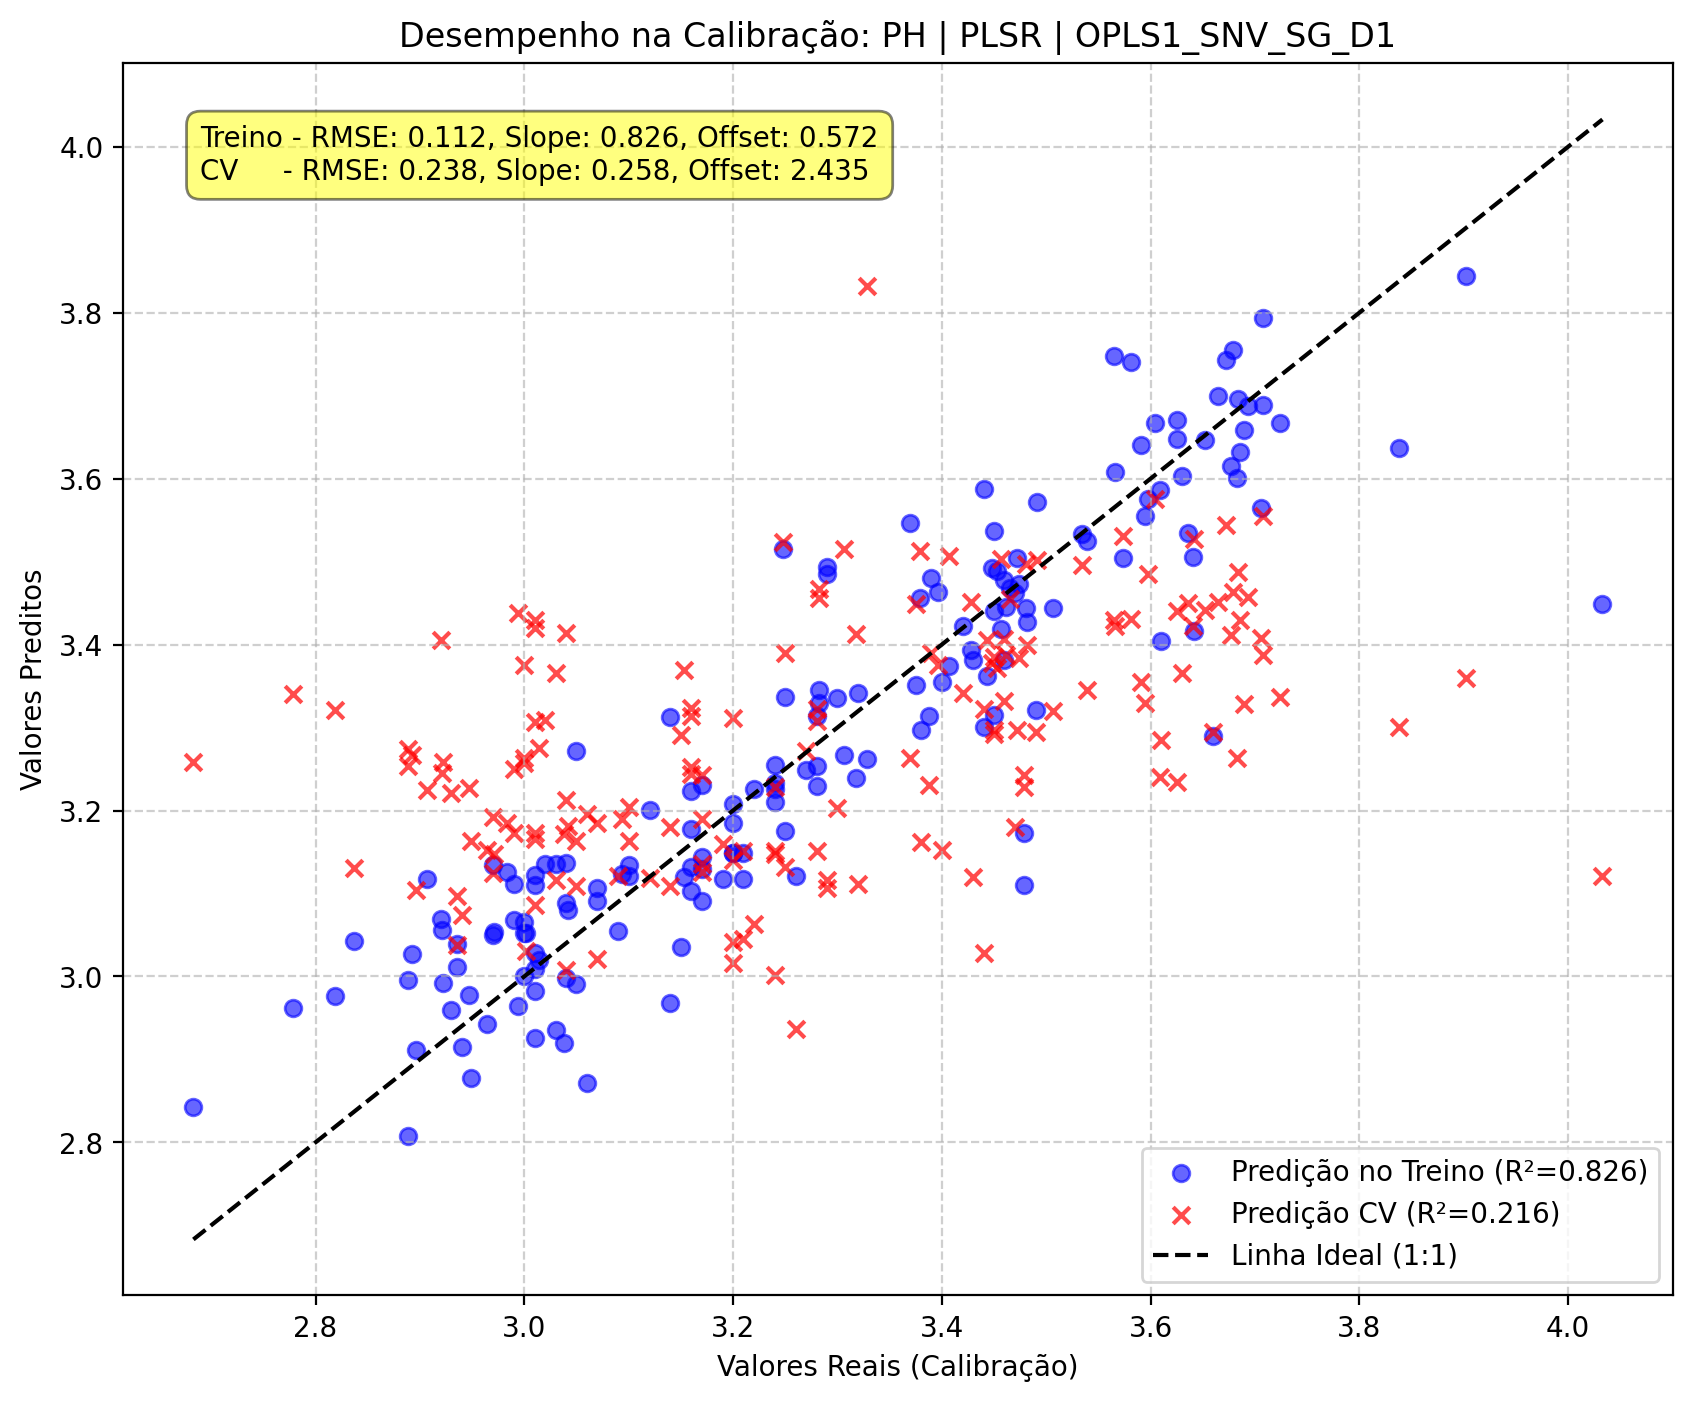 Desempenho na Calibração: PH | PLSR | OPLS1_SNV_SG_D1
Treino - RMSE: 0.112, Slope: 0.826, Offset: 0.572
CV     - RMSE: 0.238, Slope: 0.258, Offset: 2.435
Valores Preditos
4.0
3.8
3.6
3.4
3.2
3.0
2.8
Predição no Treino (R²=0.826)
Predição CV (R²=0.216)
Linha Ideal (1:1)
2.8 3.0 3.2 3.4 3.6 3.8 4.0
Valores Reais (Calibração)